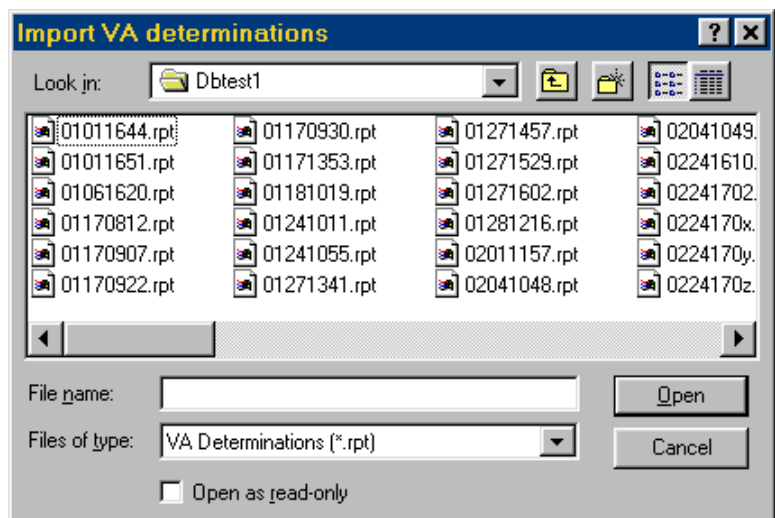 Import VA determinations
Look in: Dbtest1
01011644.rpt 01170930.rpt 01271457.rpt 02041049.
01011651.rpt 01171353.rpt 01271529.rpt 02241610.
01061620.rpt 01181019.rpt 01271602.rpt 02241702.
01170812.rpt 01241011.rpt 01281216.rpt 0224170x.
01170907.rpt 01241055.rpt 02011157.rpt 0224170y.
01170922.rpt 01271341.rpt 02041048.rpt 0224170z.
File name: Open
Files of type: VA Determinations (*.rpt) Cancel
Open as read-only